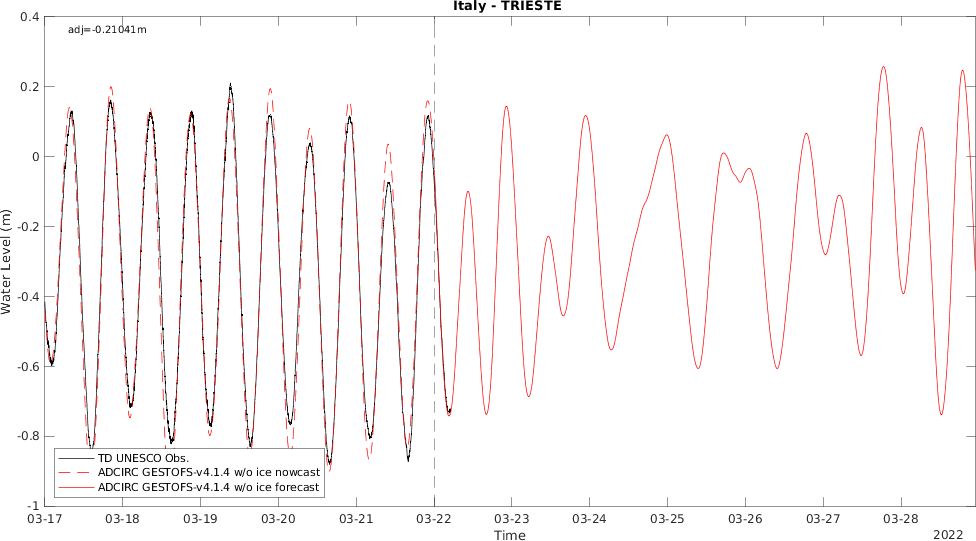 Italy - TRIESTE
adj=-0.21041m
0.4
0.2
0
-0.2
-0.4
-0.6
-0.8
-1
Water Level (m)
TD UNESCO Obs.
ADCIRC GESTOFS-v4.1.4 w/o ice nowcast
ADCIRC GESTOFS-v4.1.4 w/o ice forecast
03-17 03-18 03-19 03-20 03-21 03-22 03-23 03-24 03-25 03-26 03-27 03-28
Time
2022